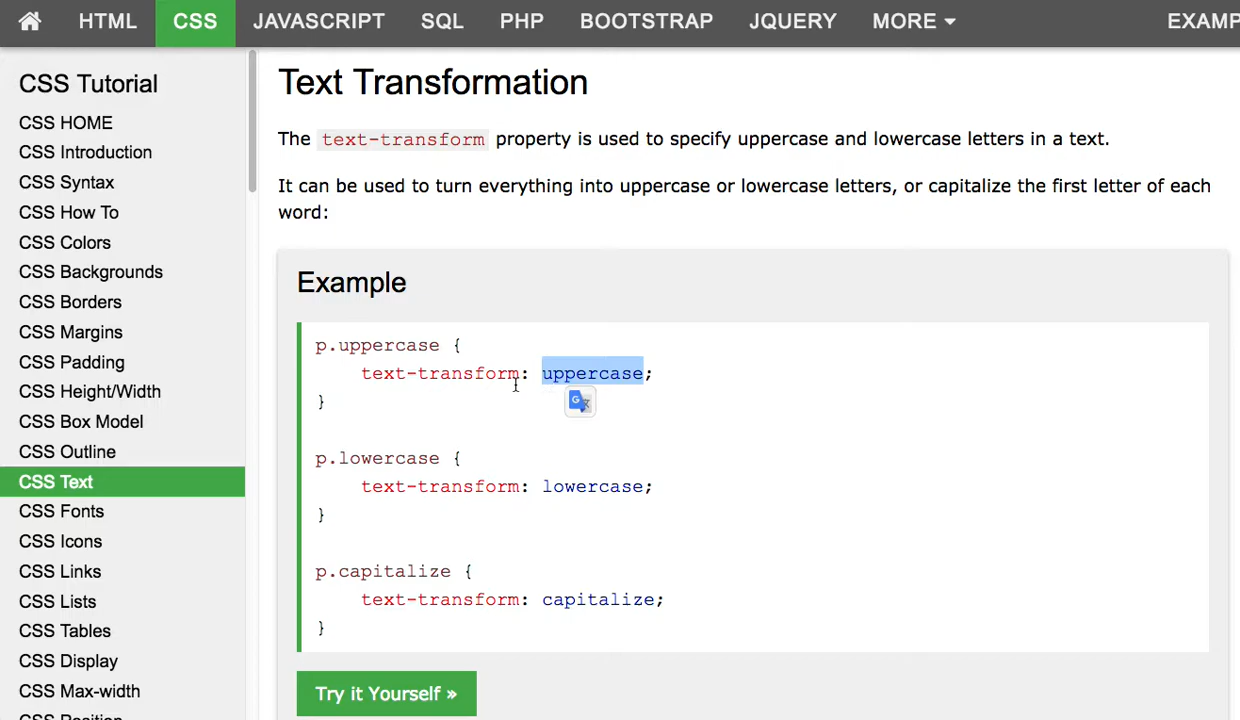 HTML CSS JAVASCRIPT SQL PHP BOOTSTRAP JQUERY MORE EXAMP
CSS Tutorial
CSS HOME
CSS Introduction
CSS Syntax
CSS How To
CSS Colors
CSS Backgrounds
CSS Borders
CSS Margins
CSS Padding
CSS Height/Width
CSS Box Model
CSS Outline
CSS Text
CSS Fonts
CSS Icons
CSS Links
CSS Lists
CSS Tables
CSS Display
CSS Max-width
CSS Position
Text Transformation
The text-transform property is used to specify uppercase and lowercase letters in a text.
It can be used to turn everything into uppercase or lowercase letters, or capitalize the first letter of each
word:
Example
p.uppercase {
text-transform: uppercase;
}
p.lowercase {
text-transform: lowercase;
}
p.capitalize {
text-transform: capitalize;
}
Try it Yourself »